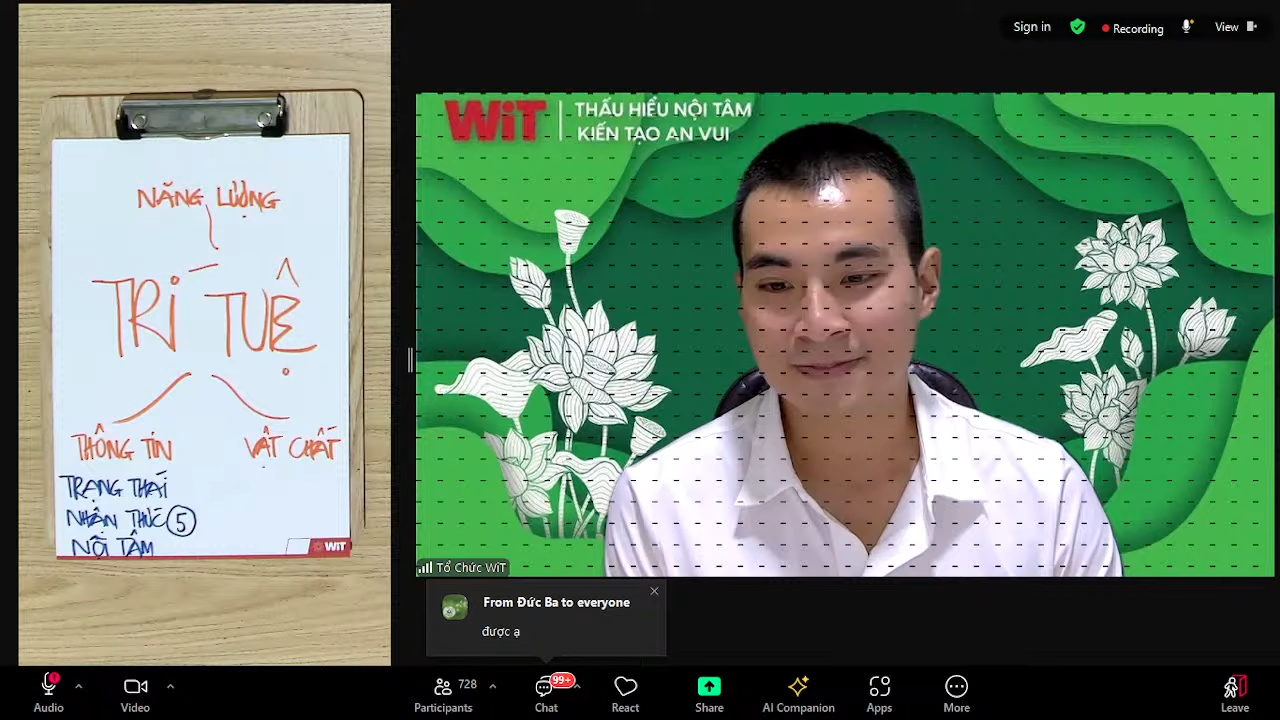 Sign in
Recording
View
WiT
THẤU HIỂU NỘI TÂM
KIẾN TẠO AN VUI
NĂNG LƯỢNG
TRÍ TUỆ
THÔNG TIN
VẬT CHẤT
TRẠNG THÁI
NHẬN THỨC 5
NỘI TÂM
WiT
Tổ Chức WiT
From Đức Ba to everyone
được ạ
Audio
Video
Participants
728
Chat
99+
React
Share
AI Companion
Apps
More
Leave